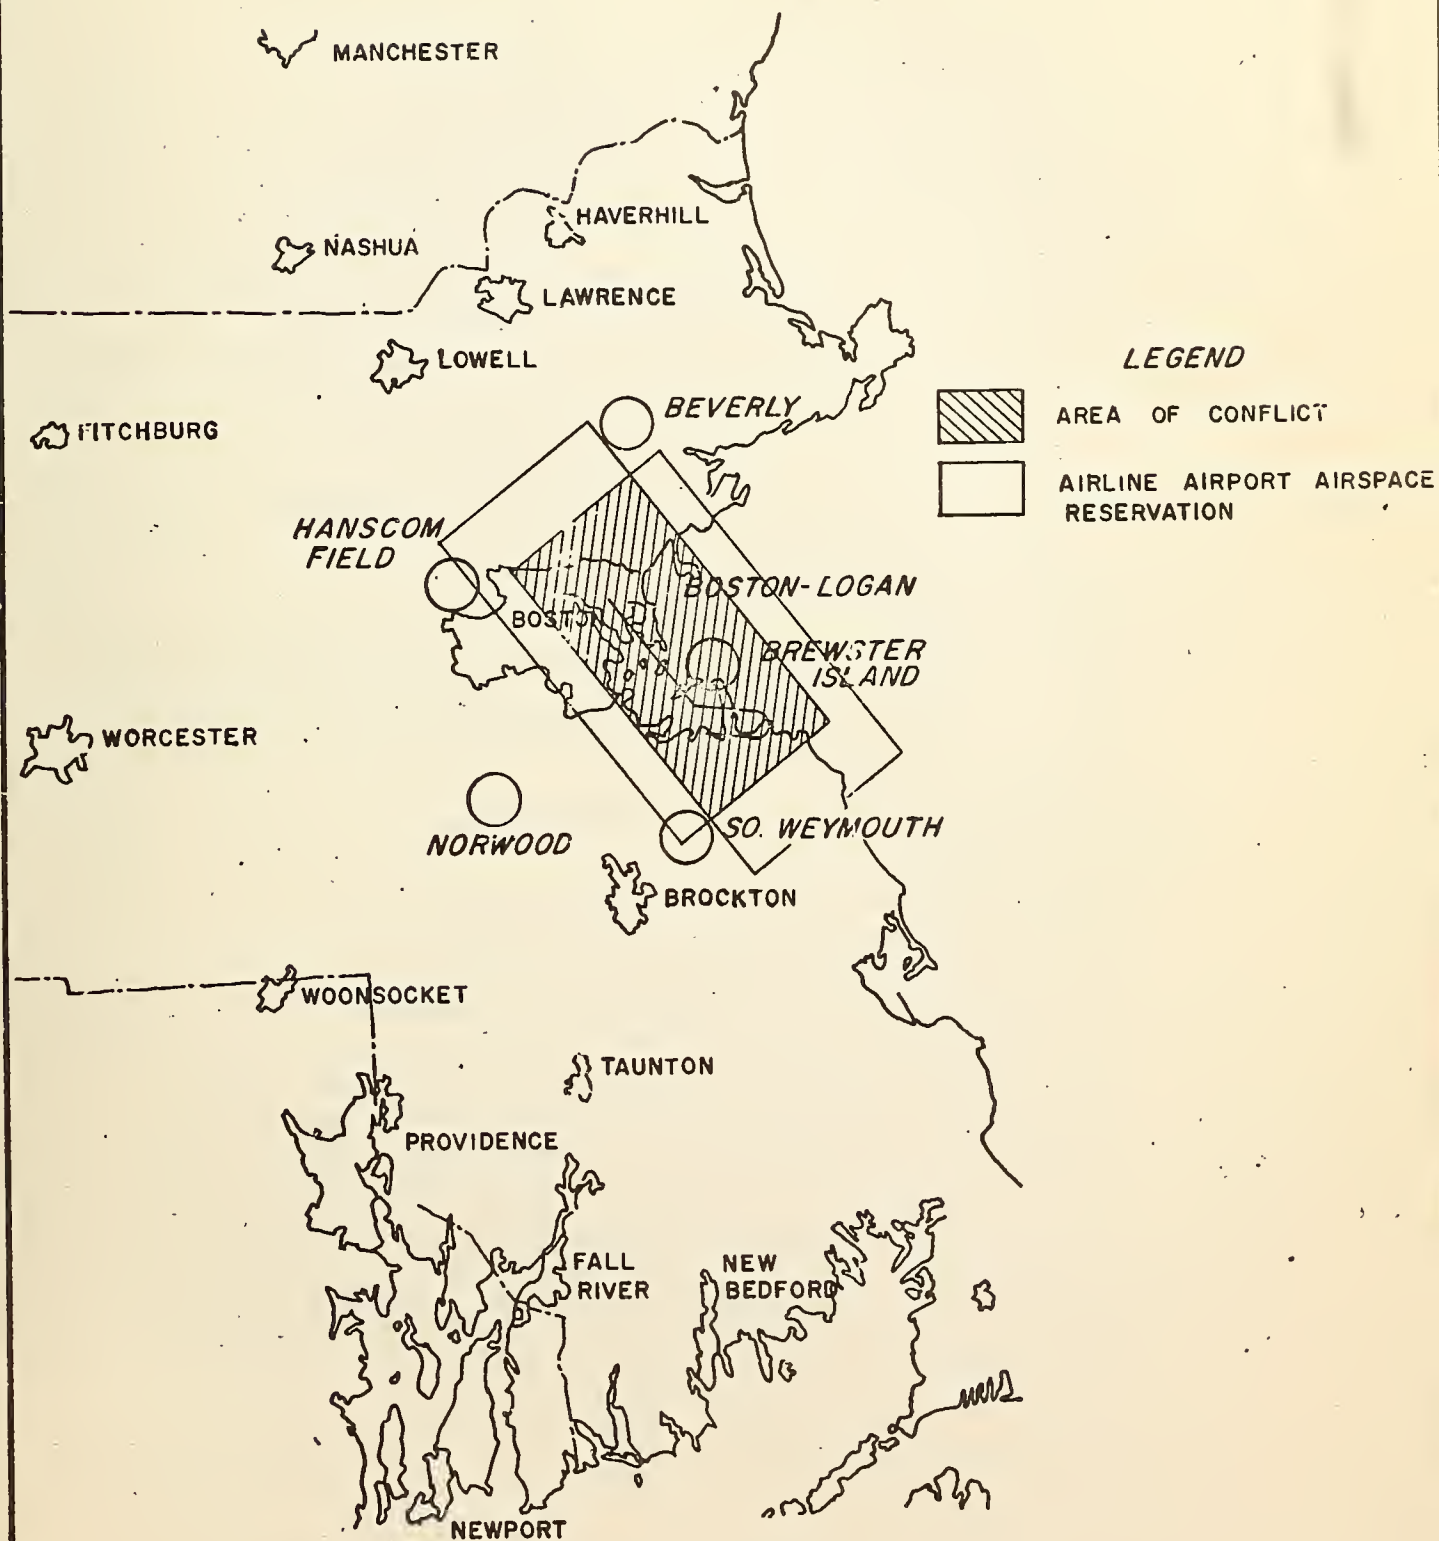 MANCHESTER
HAVERHILL
NASHUA
LAWRENCE
LOWELL
LEGEND
BEVERLY
AREA OF CONFLICT
FITCHBURG
AIRLINE AIRPORT AIRSPACE
RESERVATION
HANSCOM
FIELD
BOSTON-LOGAN
BOSTON
BREWSTER
ISLAND
WORCESTER
NORWOOD
SO. WEYMOUTH
BROCKTON
WOONSOCKET
TAUNTON
PROVIDENCE
FALL
RIVER
NEW
BEDFORD
NEWPORT